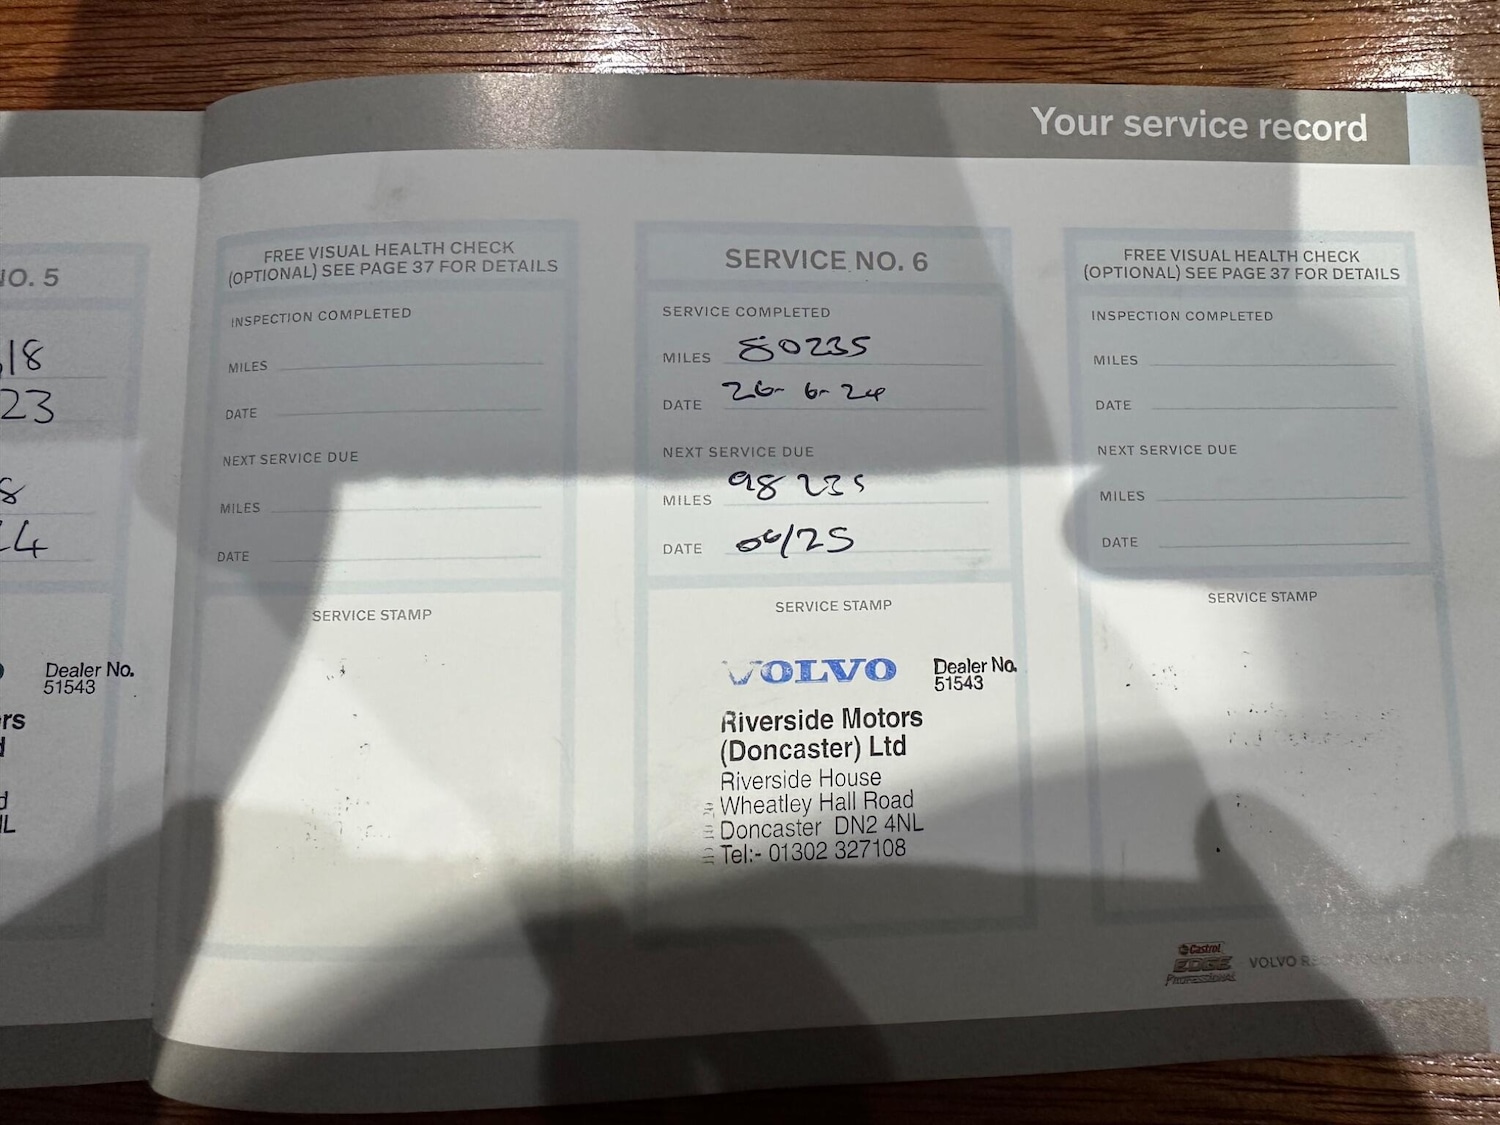 Your service record
NO. 5
18
23
8
24
Dealer No.
51543
rs
d
d
NL
FREE VISUAL HEALTH CHECK
(OPTIONAL) SEE PAGE 37 FOR DETAILS
INSPECTION COMPLETED
MILES
DATE
NEXT SERVICE DUE
MILES
DATE
SERVICE STAMP
SERVICE NO. 6
SERVICE COMPLETED
MILES 80235
DATE 26-6-24
NEXT SERVICE DUE
MILES 98235
DATE 06/25
SERVICE STAMP
VOLVO Dealer No.
51543
Riverside Motors
(Doncaster) Ltd
Riverside House
Wheatley Hall Road
Doncaster DN2 4NL
Tel:- 01302 327108
FREE VISUAL HEALTH CHECK
(OPTIONAL) SEE PAGE 37 FOR DETAILS
INSPECTION COMPLETED
MILES
DATE
NEXT SERVICE DUE
MILES
DATE
SERVICE STAMP
Castrol
EDGE
Professional
VOLVO